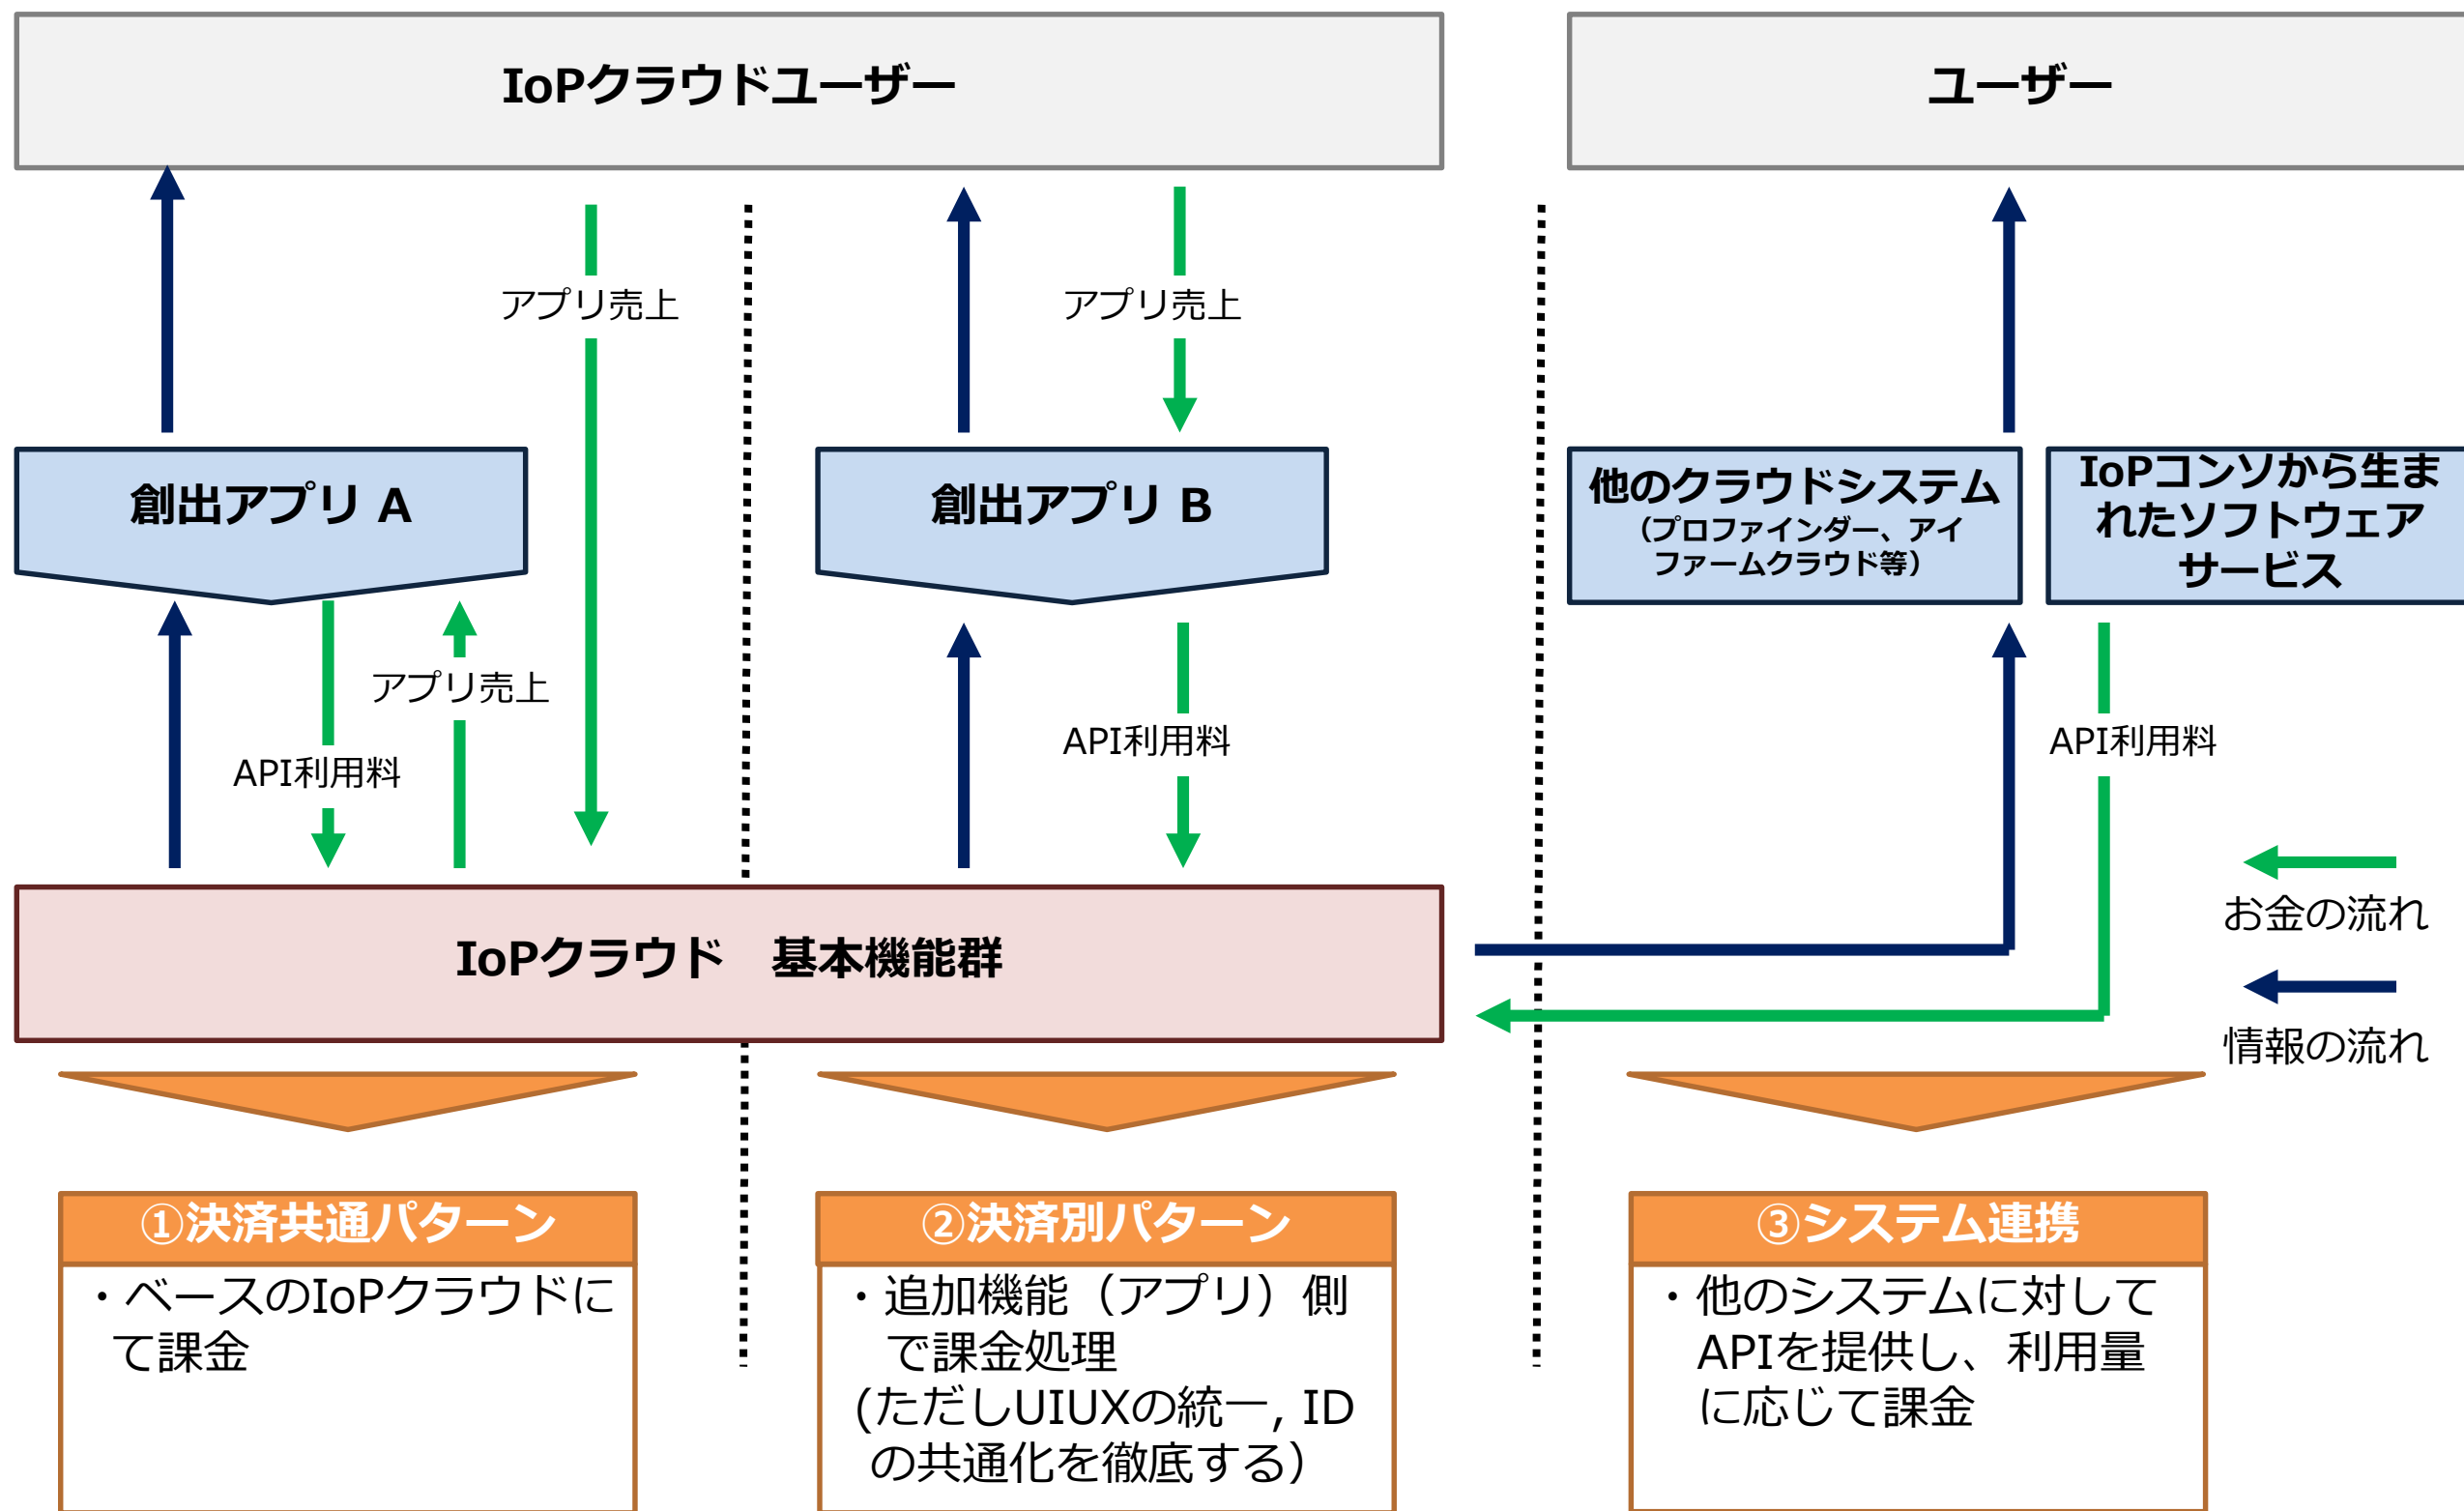 IoPクラウドユーザー
ユーザー
アプリ売上
アプリ売上
創出アプリ A
創出アプリ B
他のクラウドシステム
（プロファインダー、アイ
ファームクラウド等）
IoPコンソから生ま
れたソフトウェア
サービス
アプリ売上
API利用料
API利用料
API利用料
お金の流れ
情報の流れ
IoPクラウド　基本機能群
①決済共通パターン
・ベースのIoPクラウドに
て課金
②決済別パターン
・追加機能（アプリ）側
で課金処理
(ただしUIUXの統一, ID
の共通化を徹底する）
③システム連携
・他のシステムに対して
APIを提供し、利用量
に応じて課金